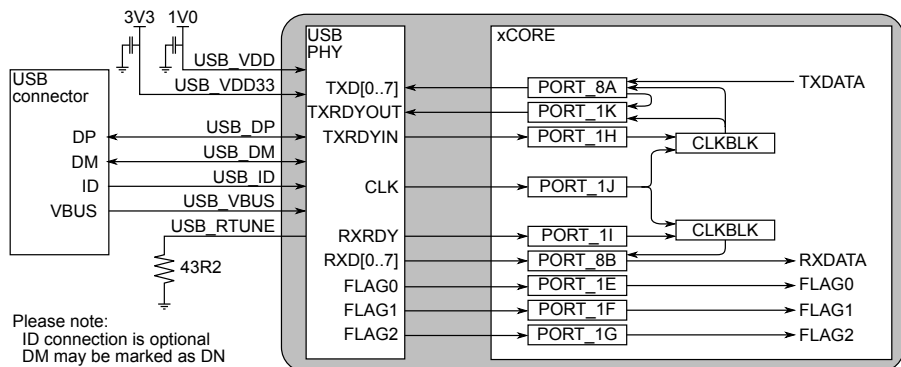 3V3 1V0
USB_VDD
USB_VDD33
USB
connector
DP
DM
ID
VBUS
USB_DP
USB_DM
USB_ID
USB_VBUS
USB_RTUNE
43R2
Please note:
ID connection is optional
DM may be marked as DN
USB
PHY
TXD[0..7]
TXRDYOUT
TXRDYIN
CLK
RXRDY
RXD[0..7]
FLAG0
FLAG1
FLAG2
xCORE
PORT_8A
PORT_1K
PORT_1H
PORT_1J
PORT_1I
PORT_8B
PORT_1E
PORT_1F
PORT_1G
CLKBLK
CLKBLK
TXDATA
RXDATA
FLAG0
FLAG1
FLAG2